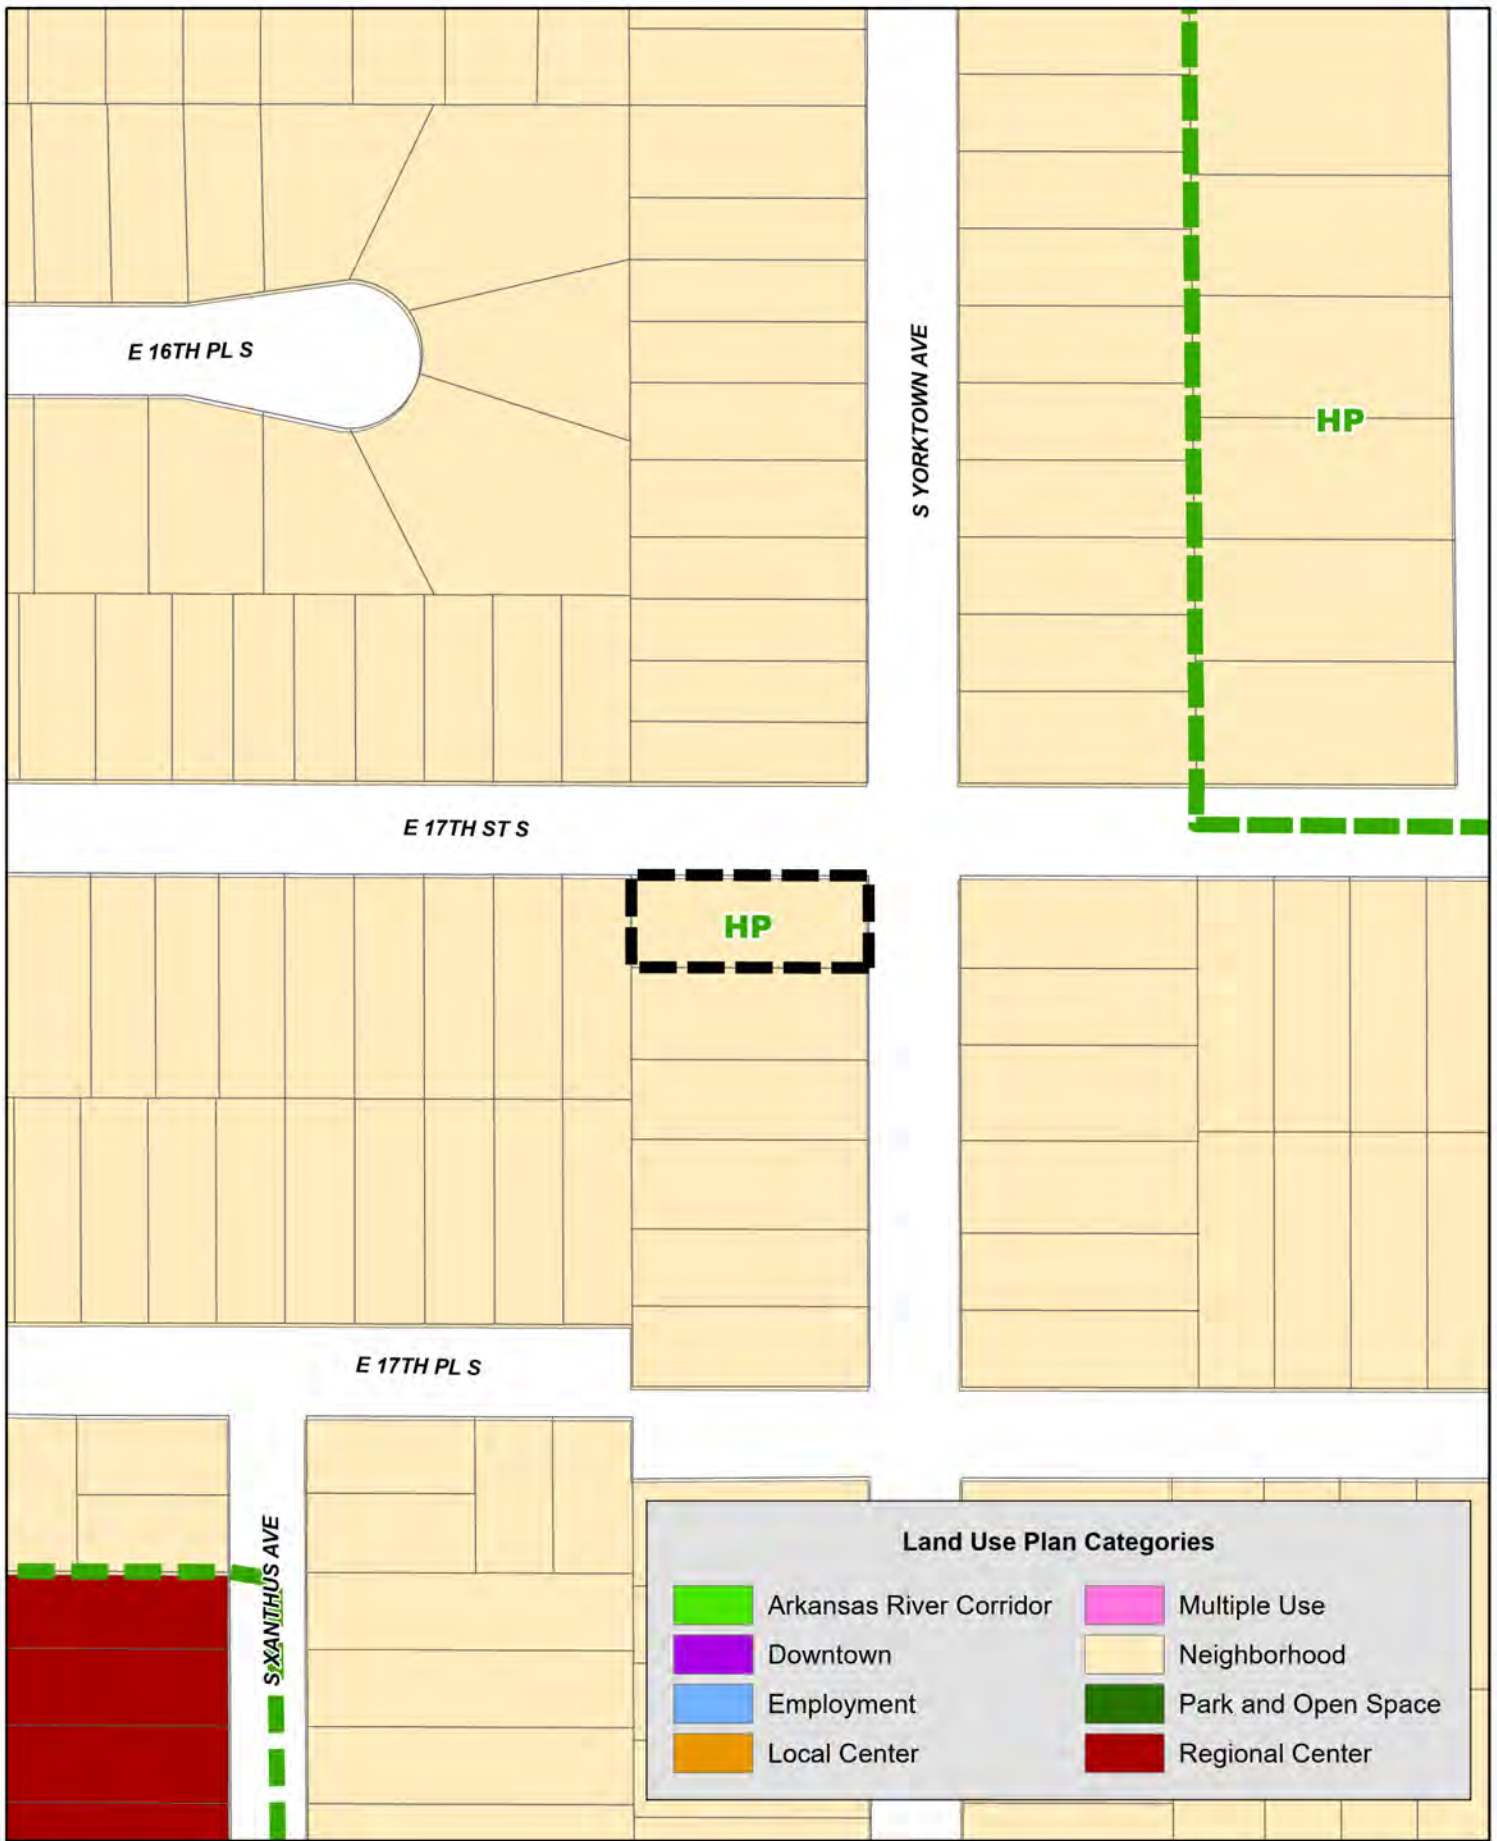 E 16TH PL S
S YORKTOWN AVE
HP
E 17TH ST S
HP
E 17TH PL S
S XANTHUS AVE
Land Use Plan Categories
Arkansas River Corridor
Downtown
Employment
Local Center
Multiple Use
Neighborhood
Park and Open Space
Regional Center